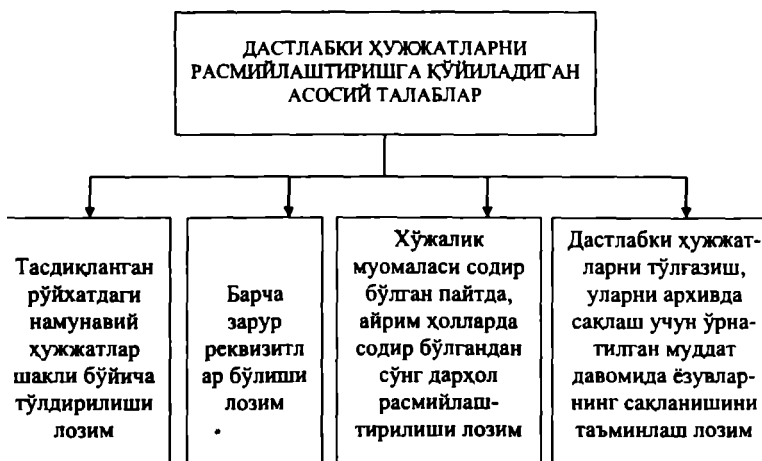 ДАСТЛАБКИ ҲУЖЖАТЛАРНИ
РАСМИЙЛАШТИРИШГА ҚЎЙИЛАДИГАН
АСОСИЙ ТАЛАБЛАР
Тасдиқланган
рўйхатдаги
намунавий
ҳужжатлар
шакли бўйича
тўлдирилиши
лозим
Барча
зарур
реквизитл
ар бўлиши
лозим
Хўжалик
муомаласи содир
бўлган пайтда,
айрим ҳолларда
содир бўлгандан
сўнг дарҳол
расмийлаш-
тирилиши лозим
Дастлабки ҳужжат-
ларни тўлғазиш,
уларни архивда
сақлаш учун ўрна-
тилган муддат
давомида ёзувлар-
нинг сақланишини
таъминлаш лозим